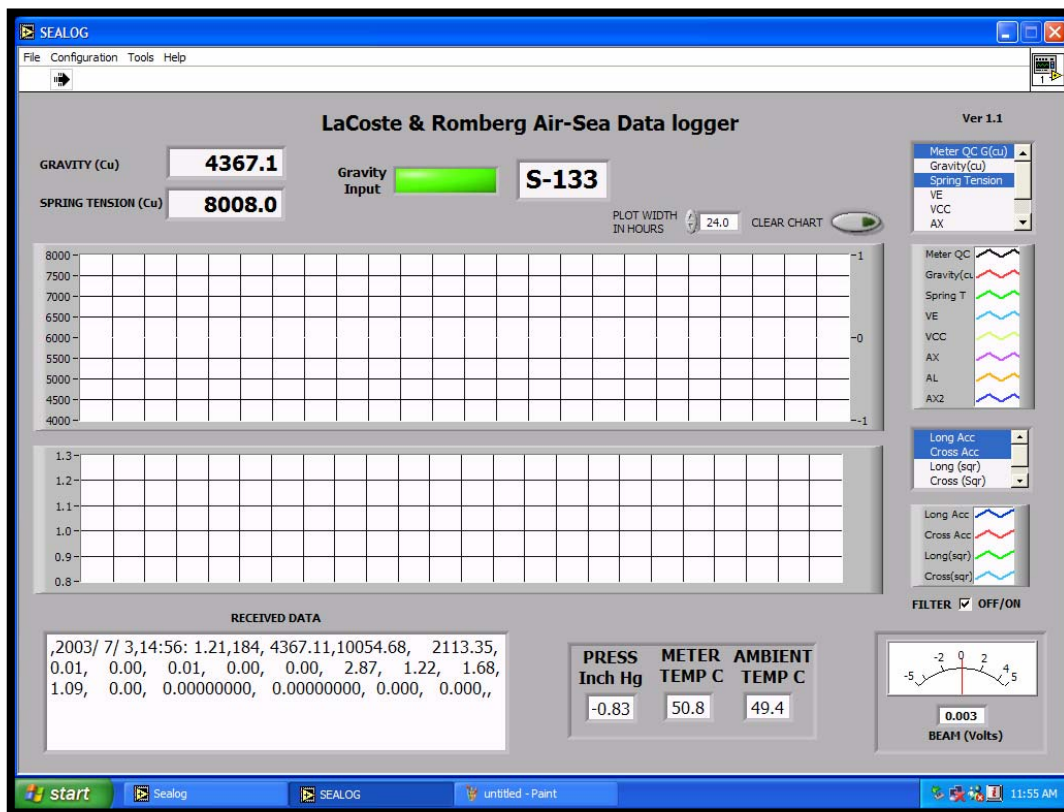 SEALOG
File Configuration Tools Help
1
LaCoste & Romberg Air-Sea Data logger
Ver 1.1
GRAVITY (Cu)
4367.1
SPRING TENSION (Cu)
8008.0
Gravity
Input
S-133
PLOT WIDTH
IN HOURS
24.0
CLEAR CHART
Meter QC G(cu)
Gravity(cu)
Spring Tension
VE
VCC
AX
8000
7500
7000
6500
6000
5500
5000
4500
4000
1
0
-1
Meter QC
Gravity(cu
Spring T
VE
VCC
AX
AL
AX2
1.3
1.2
1.1
1.0
0.9
0.8
Long Acc
Cross Acc
Long (sqr)
Cross (Sqr)
Long Acc
Cross Acc
Long(sqr)
Cross(sqr)
FILTER OFF/ON
RECEIVED DATA
,2003/ 7/ 3,14:56: 1.21,184, 4367.11,10054.68, 2113.35,
0.01, 0.00, 0.01, 0.00, 0.00, 2.87, 1.22, 1.68,
1.09, 0.00, 0.00000000, 0.00000000, 0.000, 0.000,,
PRESS
Inch Hg
-0.83
METER
TEMP C
50.8
AMBIENT
TEMP C
49.4
-5 -2 0 2 4 5
0.003
BEAM (Volts)
start
Sealog
SEALOG
untitled - Paint
11:55 AM